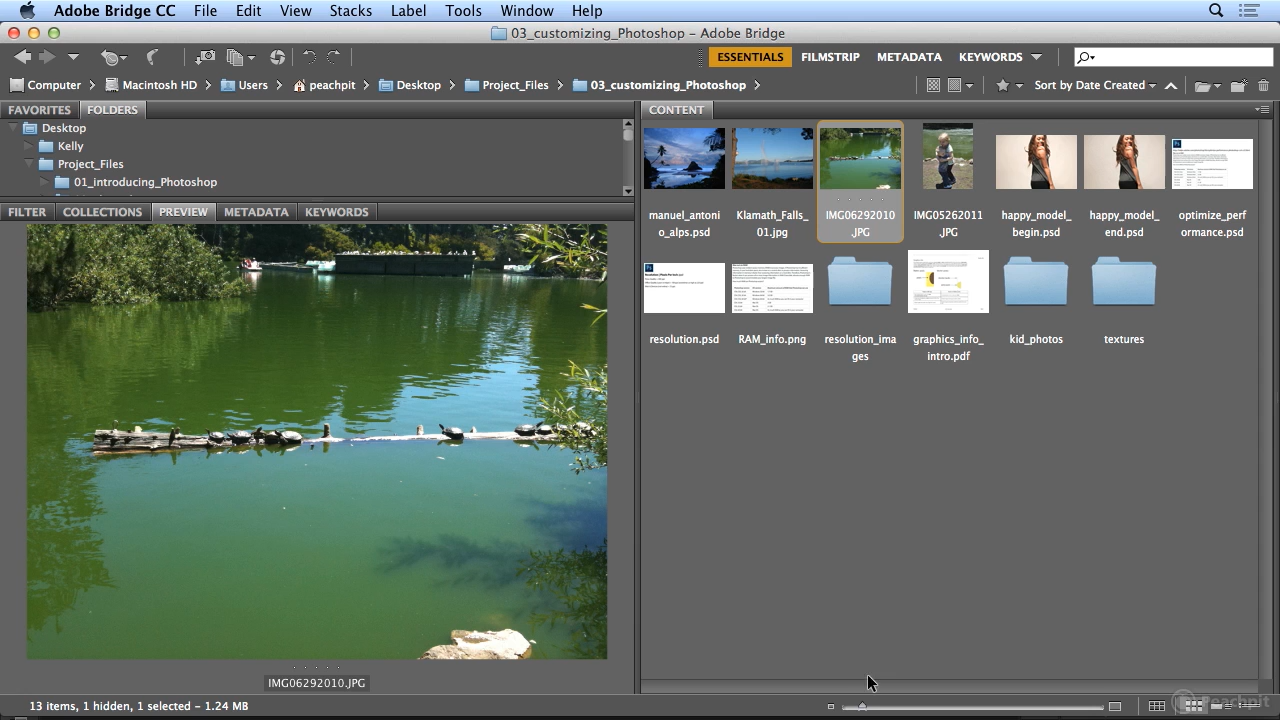 Adobe Bridge CC File Edit View Stacks Label Tools Window Help
03_customizing_Photoshop – Adobe Bridge
ESSENTIALS FILMSTRIP METADATA KEYWORDS
Computer Macintosh HD Users peachpit Desktop Project_Files 03_customizing_Photoshop Sort by Date Created
FAVORITES FOLDERS
Desktop
Kelly
Project_Files
01_introducing_Photoshop
FILTER COLLECTIONS PREVIEW METADATA KEYWORDS
IMG06292010.JPG
CONTENT
manuel_antoni
o_alps.psd
Klamath_Falls_
01.jpg
IMG06292010
.JPG
IMG05262011
.JPG
happy_model_
begin.psd
happy_model_
end.psd
optimize_perf
ormance.psd
resolution.psd
RAM_info.png
resolution_ima
ges
graphics_info_
intro.pdf
kid_photos
textures
13 items, 1 hidden, 1 selected – 1.24 MB
Peachpit